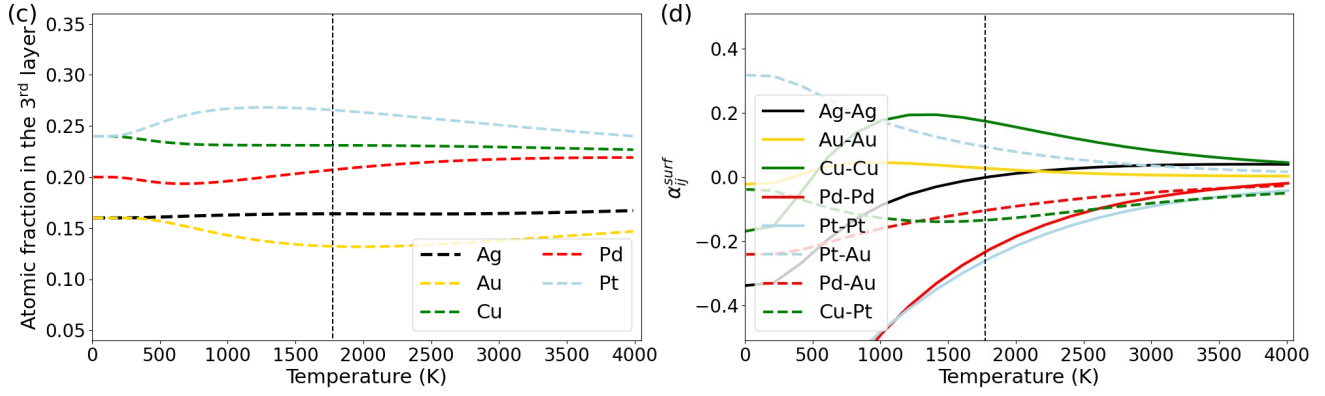 (c)
Atomic fraction in the 3rd layer
0.35
0.30
0.25
0.20
0.15
0.10
0.05
0
500
1000
1500
2000
2500
3000
3500
4000
Temperature (K)
Ag
Au
Cu
Pd
Pt
(d)
α_ij^surf
0.4
0.2
0.0
−0.2
−0.4
0
500
1000
1500
2000
2500
3000
3500
4000
Temperature (K)
Ag-Ag
Au-Au
Cu-Cu
Pd-Pd
Pt-Pt
Pt-Au
Pd-Au
Cu-Pt